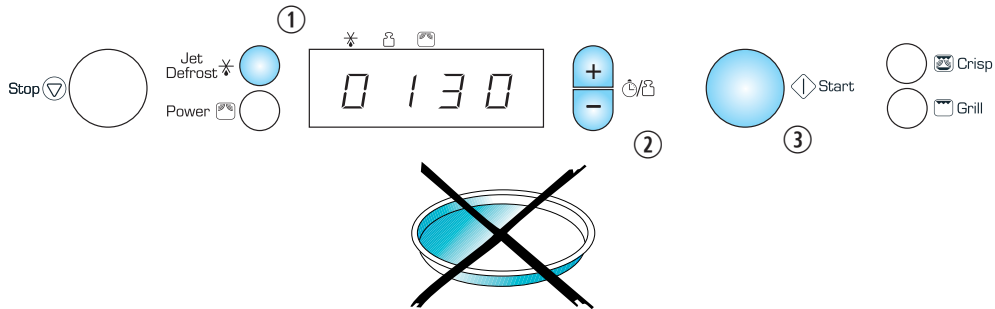 1
Stop
Jet
Defrost
Power
0130
+
−
2
Start
3
Crisp
Grill